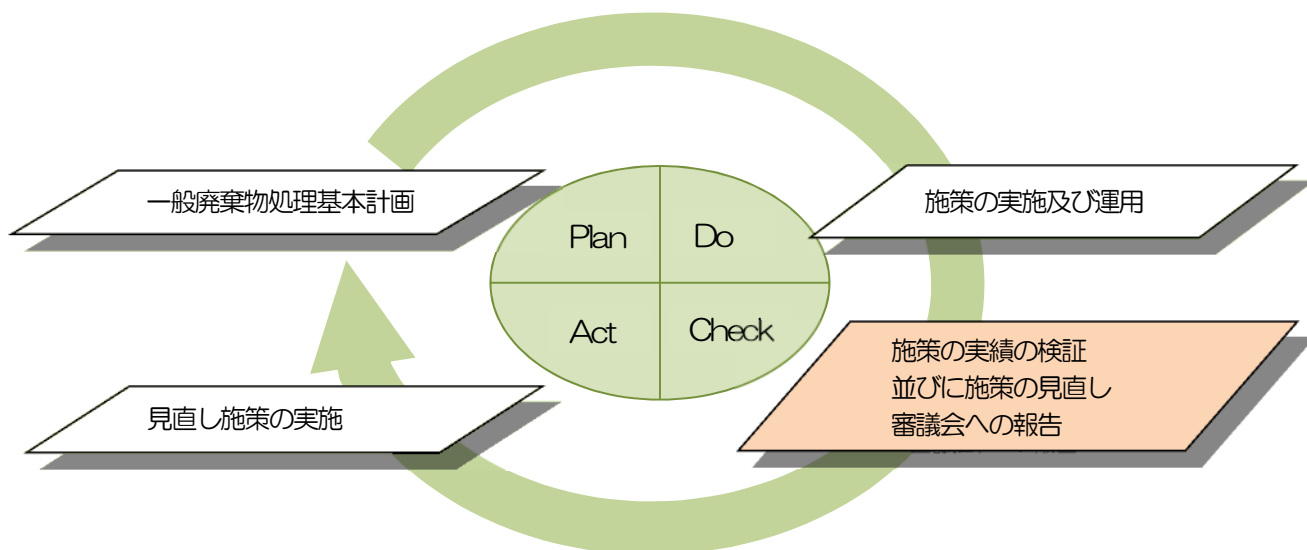 一般廃棄物処理基本計画
施策の実施及び運用
Plan
Do
Act
Check
施策の実績の検証
並びに施策の見直し
審議会への報告
見直し施策の実施